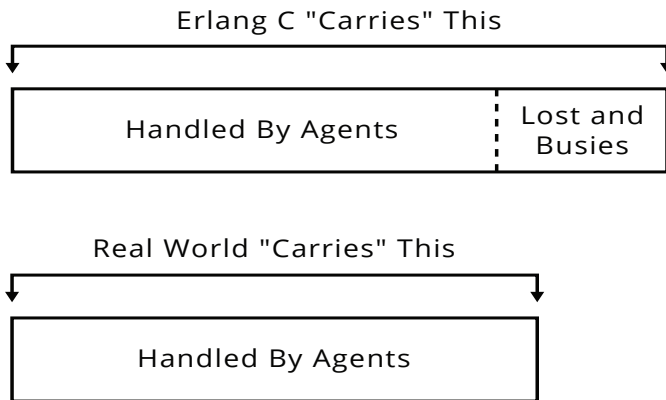 Erlang C "Carries" This
Handled By Agents
Lost and
Busies
Real World "Carries" This
Handled By Agents